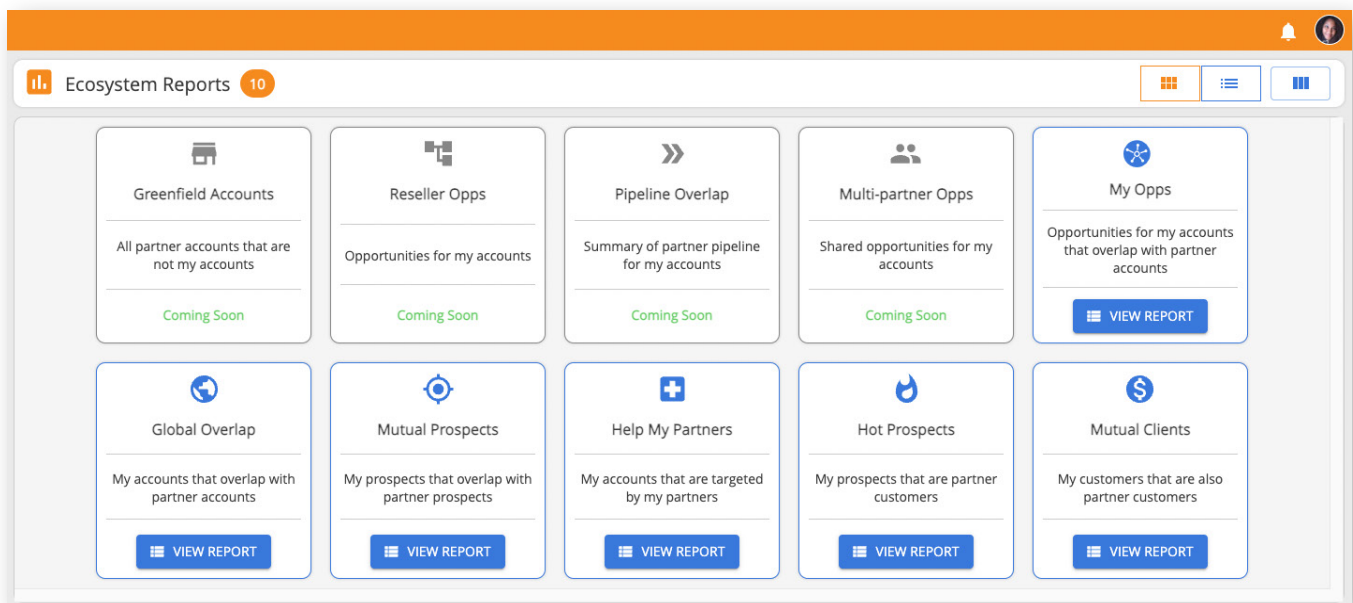 Ecosystem Reports 10
Greenfield Accounts
All partner accounts that are
not my accounts
Coming Soon
Reseller Opps
Opportunities for my accounts
Coming Soon
Pipeline Overlap
Summary of partner pipeline
for my accounts
Coming Soon
Multi-partner Opps
Shared opportunities for my
accounts
Coming Soon
My Opps
Opportunities for my accounts
that overlap with partner
accounts
VIEW REPORT
Global Overlap
My accounts that overlap with
partner accounts
VIEW REPORT
Mutual Prospects
My prospects that overlap with
partner prospects
VIEW REPORT
Help My Partners
My accounts that are targeted
by my partners
VIEW REPORT
Hot Prospects
My prospects that are partner
customers
VIEW REPORT
Mutual Clients
My customers that are also
partner customers
VIEW REPORT